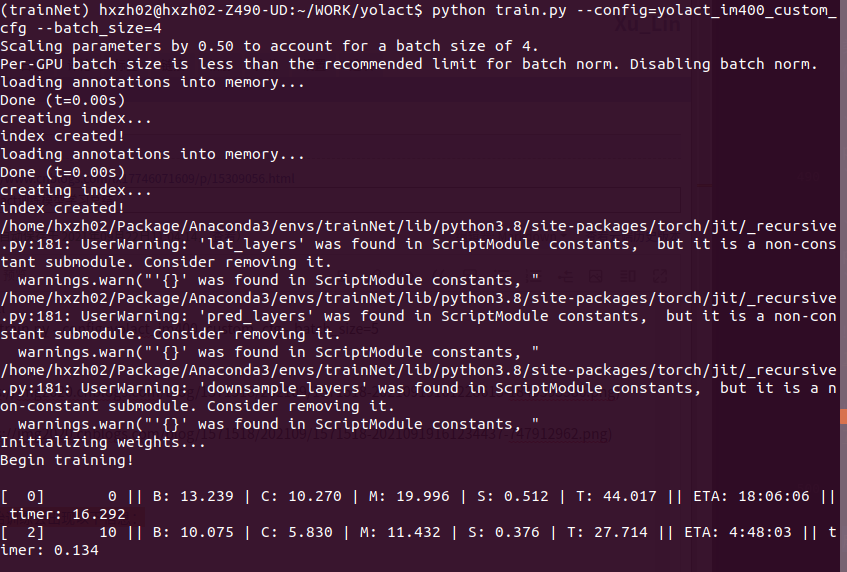 (trainNet) hxzh02@hxzh02-Z490-UD:~/WORK/yolact$ python train.py --config=yolact_im400_custom_
cfg --batch_size=4
Scaling parameters by 0.50 to account for a batch size of 4.
Per-GPU batch size is less than the recommended limit for batch norm. Disabling batch norm.
loading annotations into memory...
Done (t=0.00s)
creating index...
index created!
loading annotations into memory...
Done (t=0.00s)
creating index...
index created!
/home/hxzh02/Package/Anaconda3/envs/trainNet/lib/python3.8/site-packages/torch/jit/_recursive
.py:181: UserWarning: 'lat_layers' was found in ScriptModule constants,  but it is a non-cons
tant submodule. Consider removing it.
  warnings.warn("'{}' was found in ScriptModule constants, "
/home/hxzh02/Package/Anaconda3/envs/trainNet/lib/python3.8/site-packages/torch/jit/_recursive
.py:181: UserWarning: 'pred_layers' was found in ScriptModule constants,  but it is a non-con
stant submodule. Consider removing it.
  warnings.warn("'{}' was found in ScriptModule constants, "
/home/hxzh02/Package/Anaconda3/envs/trainNet/lib/python3.8/site-packages/torch/jit/_recursive
.py:181: UserWarning: 'downsample_layers' was found in ScriptModule constants,  but it is a n
on-constant submodule. Consider removing it.
  warnings.warn("'{}' was found in ScriptModule constants, "
Initializing weights...
Begin training!

[  0]       0 || B: 13.239 | C: 10.270 | M: 19.996 | S: 0.512 | T: 44.017 || ETA: 18:06:06 ||
 timer: 16.292
[  2]      10 || B: 10.075 | C: 5.830 | M: 11.432 | S: 0.376 | T: 27.714 || ETA: 4:48:03 || t
imer: 0.134